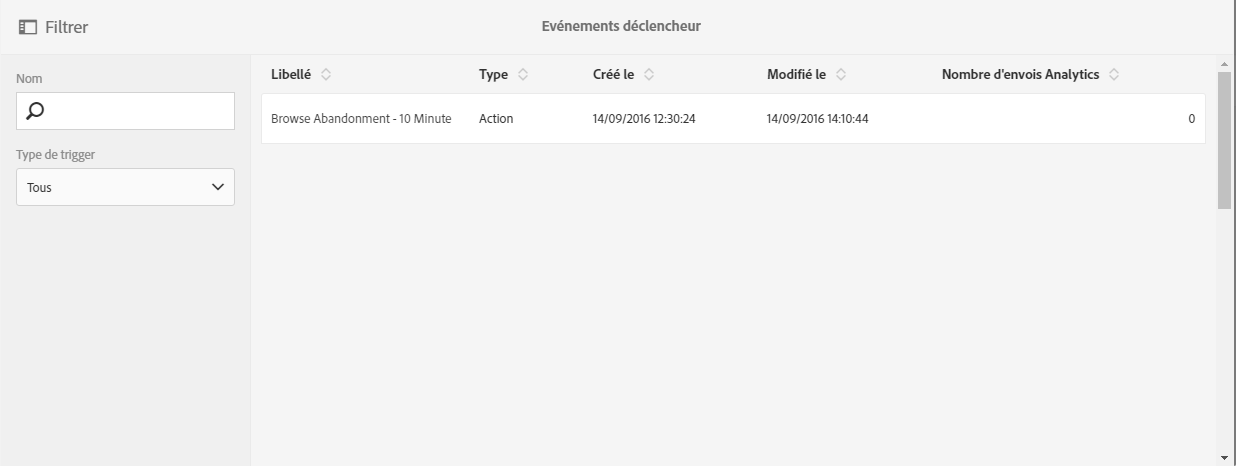 Filtrer
Evénements déclencheur
Nom
Type de trigger
Tous
Libellé Type Créé le Modifié le Nombre d'envois Analytics
Browse Abandonment - 10 Minute Action 14/09/2016 12:30:24 14/09/2016 14:10:44 0